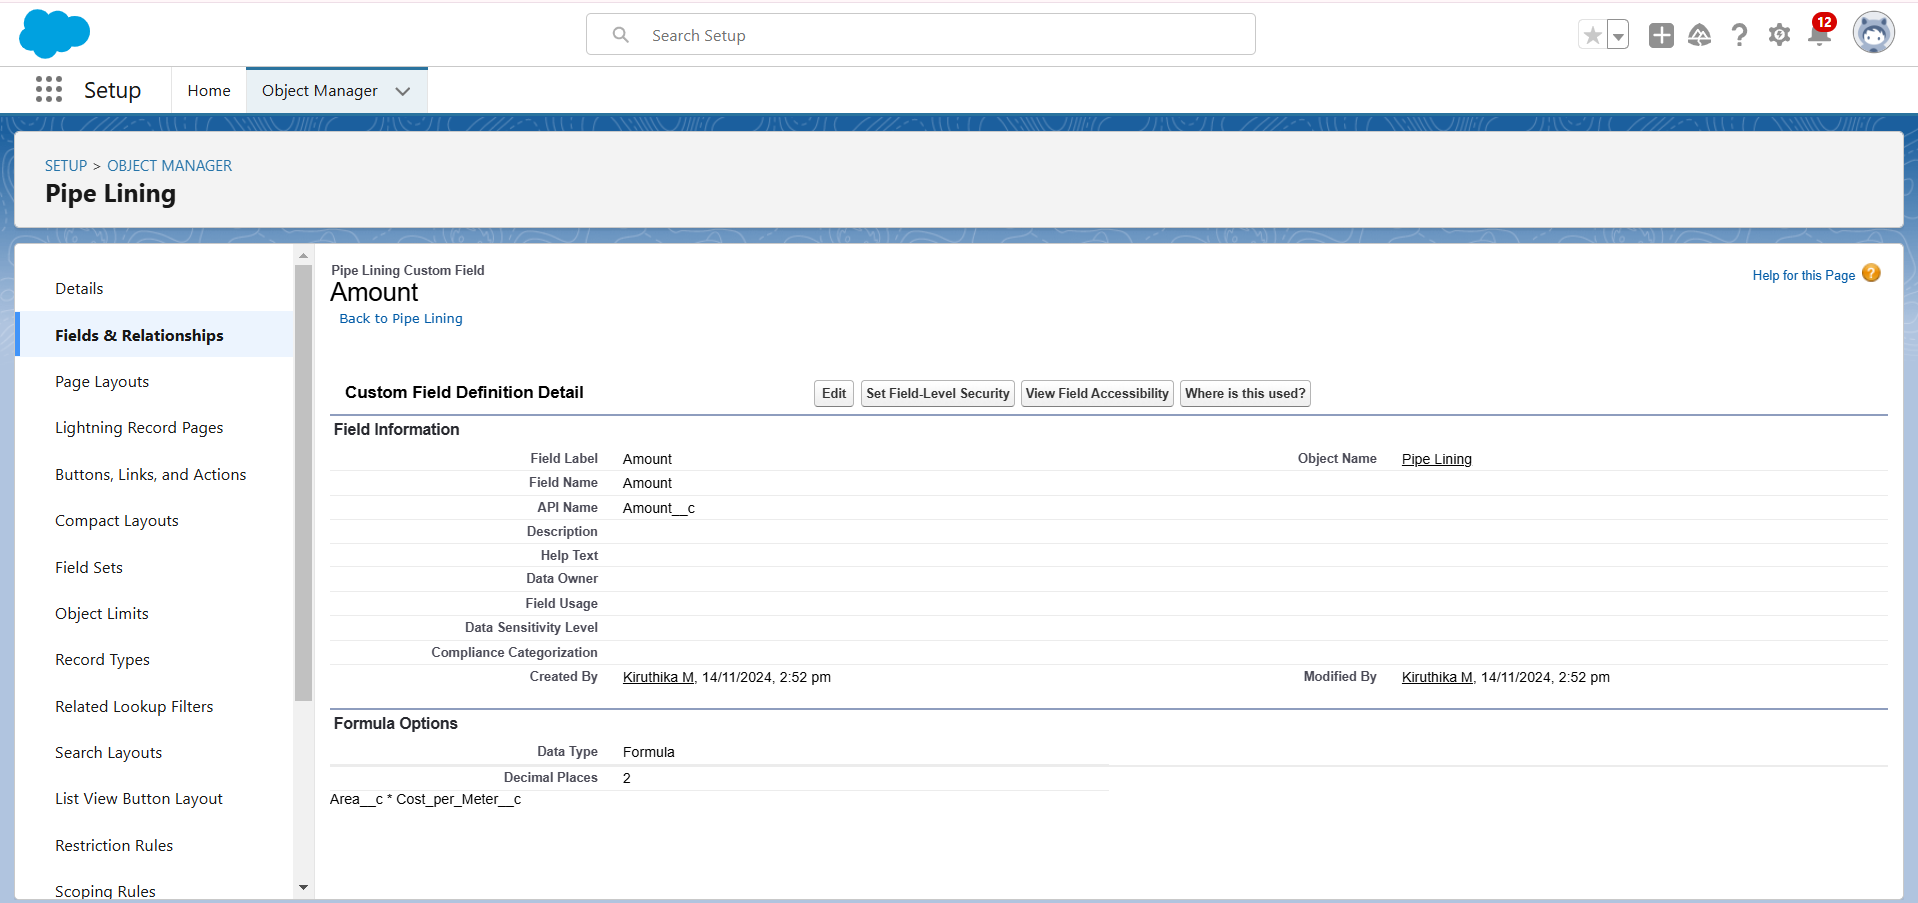 Search Setup
12
Setup
Home
Object Manager
SETUP > OBJECT MANAGER
Pipe Lining
Details
Fields & Relationships
Page Layouts
Lightning Record Pages
Buttons, Links, and Actions
Compact Layouts
Field Sets
Object Limits
Record Types
Related Lookup Filters
Search Layouts
List View Button Layout
Restriction Rules
Scoping Rules
Pipe Lining Custom Field
Amount
Back to Pipe Lining
Help for this Page ?
Custom Field Definition Detail
Edit
Set Field-Level Security
View Field Accessibility
Where is this used?
Field Information
Field Label Amount Object Name Pipe Lining
Field Name Amount
API Name Amount__c
Description
Help Text
Data Owner
Field Usage
Data Sensitivity Level
Compliance Categorization
Created By Kiruthika M, 14/11/2024, 2:52 pm Modified By Kiruthika M, 14/11/2024, 2:52 pm
Formula Options
Data Type Formula
Decimal Places 2
Area__c * Cost_per_Meter__c